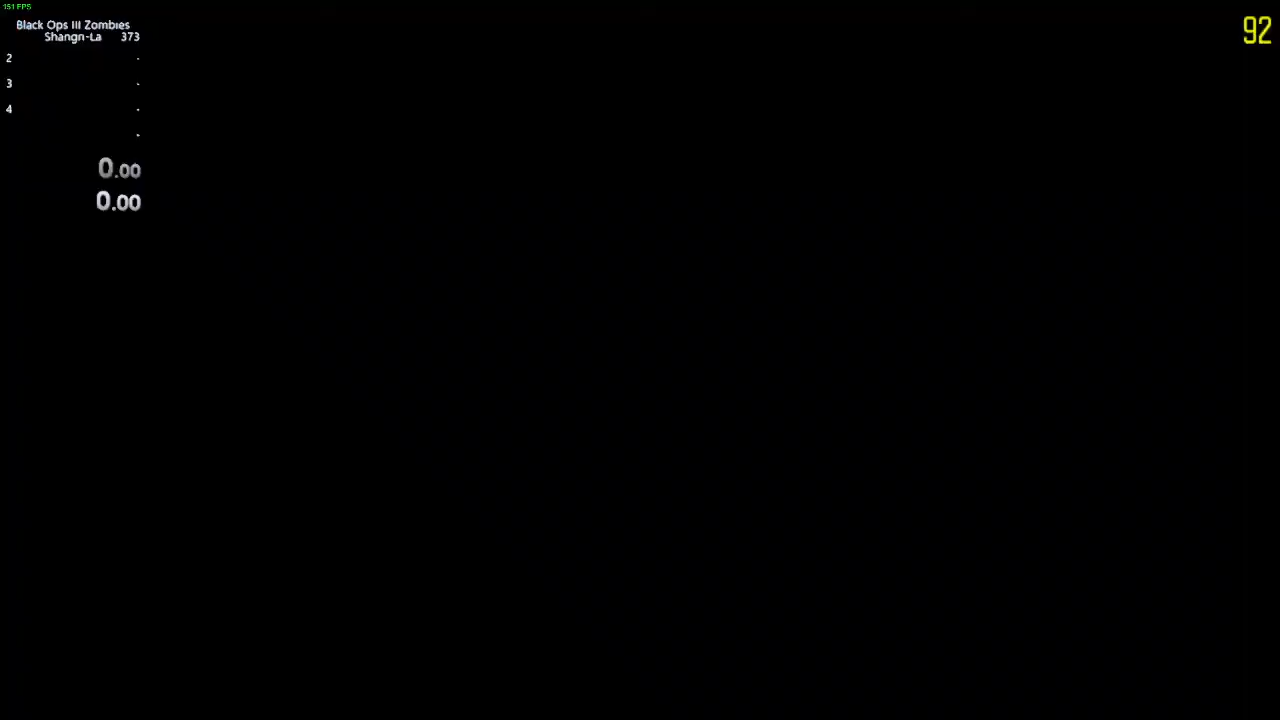 151 FPS
Black Ops III Zombies
Shangri-La 373
92
2 -
3 -
4 -
-
0.00
0.00